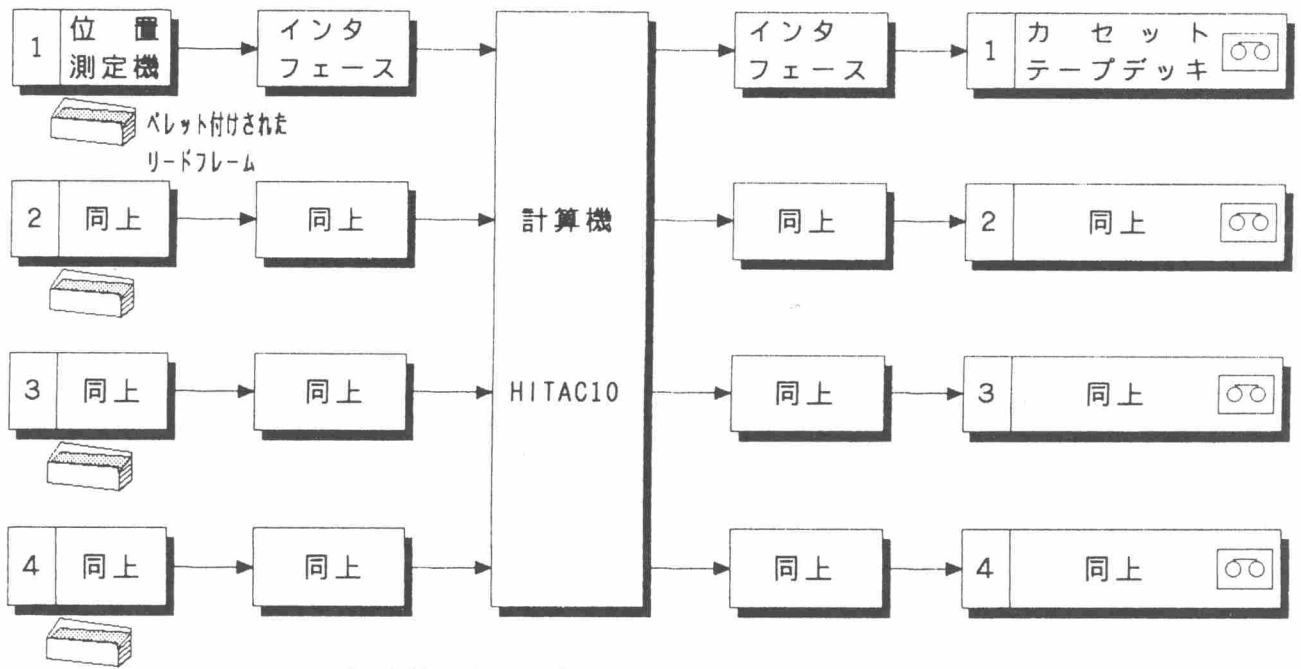 1
位置
測定機
インタ
フェース
インタ
フェース
1
カセット
テープデッキ
ペレット付けされた
リードフレーム
2
同上
同上
計算機
同上
2
同上
3
同上
同上
HITAC10
同上
3
同上
4
同上
同上
同上
4
同上